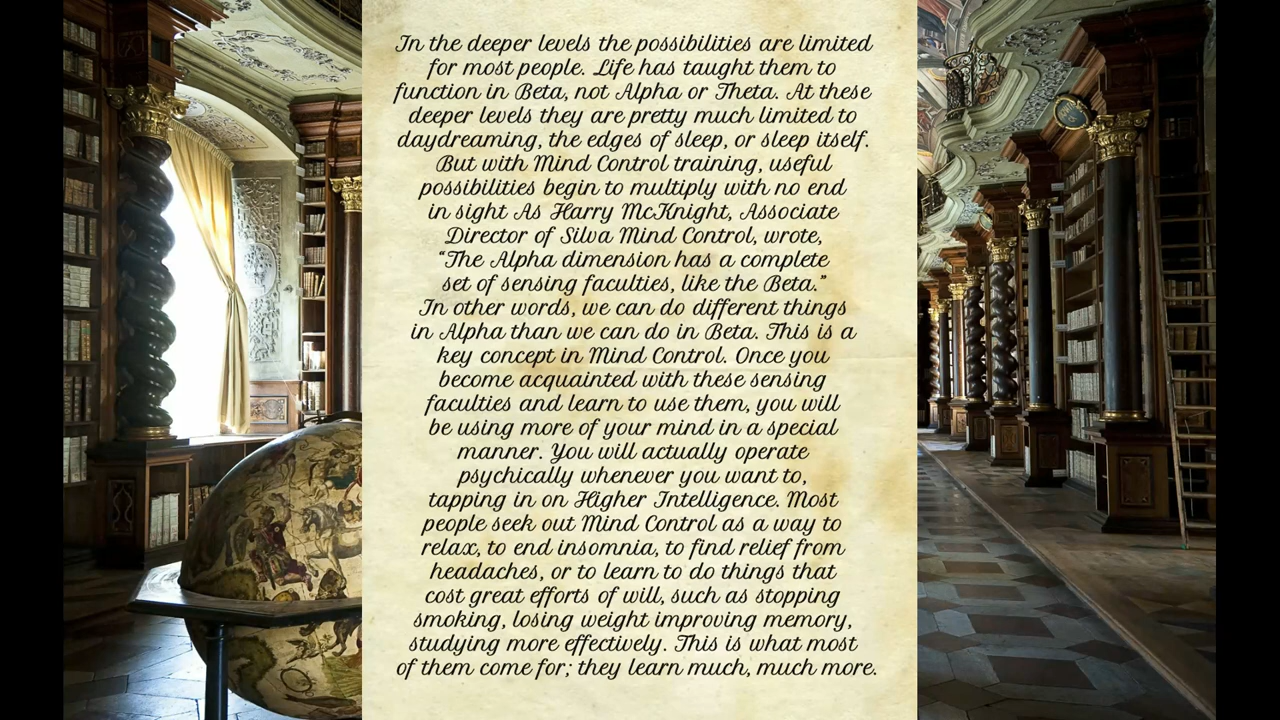 In the deeper levels the possibilities are limited
for most people. Life has taught them to
function in Beta, not Alpha or Theta. At these
deeper levels they are pretty much limited to
daydreaming, the edges of sleep, or sleep itself.
But with Mind Control training, useful
possibilities begin to multiply with no end
in sight As Harry McKnight, Associate
Director of Silva Mind Control, wrote,
“The Alpha dimension has a complete
set of sensing faculties, like the Beta.”
In other words, we can do different things
in Alpha than we can do in Beta. This is a
key concept in Mind Control. Once you
become acquainted with these sensing
faculties and learn to use them, you will
be using more of your mind in a special
manner. You will actually operate
psychically whenever you want to,
tapping in on Higher Intelligence. Most
people seek out Mind Control as a way to
relax, to end insomnia, to find relief from
headaches, or to learn to do things that
cost great efforts of will, such as stopping
smoking, losing weight improving memory,
studying more effectively. This is what most
of them come for; they learn much, much more.